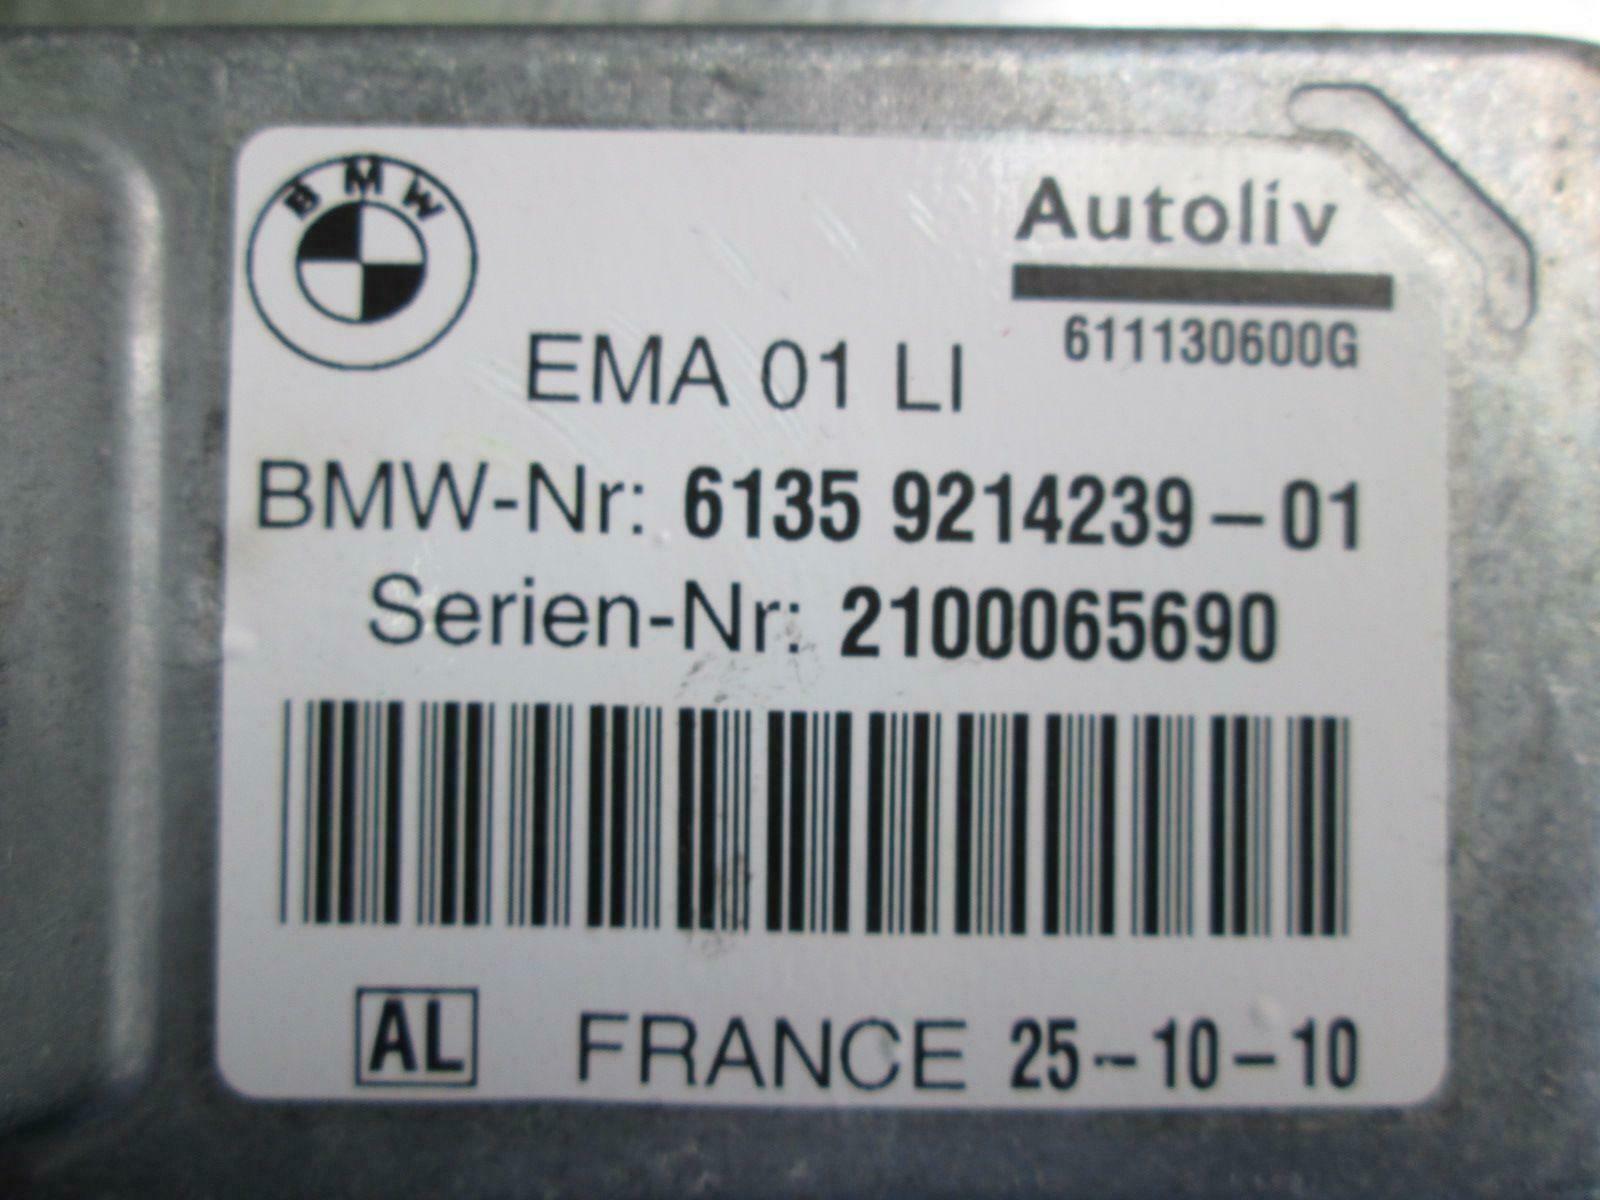 BMW
Autoliv
611130600G
EMA 01 LI
BMW-Nr: 6135 9214239-01
Serien-Nr: 2100065690
AL FRANCE 25-10-10